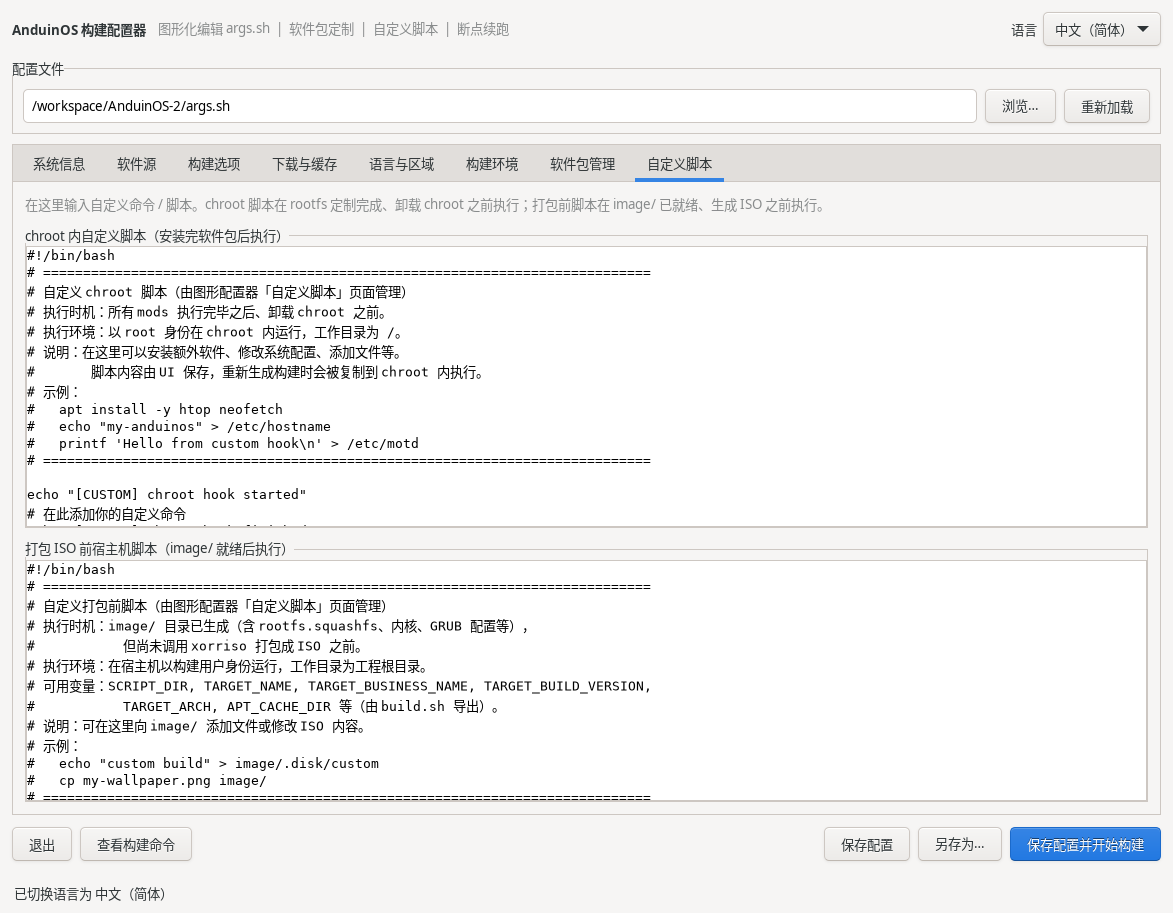 AnduinOS 构建配置器 图形化编辑 args.sh | 软件包定制 | 自定义脚本 | 断点续跑 语言 中文（简体）
配置文件
/workspace/AnduinOS-2/args.sh 浏览... 重新加载
系统信息 软件源 构建选项 下载与缓存 语言与区域 构建环境 软件包管理 自定义脚本
在这里输入自定义命令 / 脚本。chroot 脚本在 rootfs 定制完成、卸载 chroot 之前执行；打包前脚本在 image/ 已就绪、生成 ISO 之前执行。
chroot 内自定义脚本（安装完软件包后执行）
#!/bin/bash
# ============================================================================
# 自定义 chroot 脚本（由图形配置器「自定义脚本」页面管理）
# 执行时机：所有 mods 执行完毕之后、卸载 chroot 之前。
# 执行环境：以 root 身份在 chroot 内运行，工作目录为 /。
# 说明：在这里可以安装额外软件、修改系统配置、添加文件等。
#       脚本内容由 UI 保存，重新生成构建时会被复制到 chroot 内执行。
# 示例：
#   apt install -y htop neofetch
#   echo "my-anduinos" > /etc/hostname
#   printf 'Hello from custom hook\n' > /etc/motd
# ============================================================================
echo "[CUSTOM] chroot hook started"
# 在此添加你的自定义命令
打包 ISO 前宿主机脚本（image/ 就绪后执行）
#!/bin/bash
# ============================================================================
# 自定义打包前脚本（由图形配置器「自定义脚本」页面管理）
# 执行时机：image/ 目录已生成（含 rootfs.squashfs、内核、GRUB 配置等），
#           但尚未调用 xorriso 打包成 ISO 之前。
# 执行环境：在宿主机以构建用户身份运行，工作目录为工程根目录。
# 可用变量：SCRIPT_DIR, TARGET_NAME, TARGET_BUSINESS_NAME, TARGET_BUILD_VERSION,
#           TARGET_ARCH, APT_CACHE_DIR 等（由 build.sh 导出）。
# 说明：可在这里向 image/ 添加文件或修改 ISO 内容。
# 示例：
#   echo "custom build" > image/.disk/custom
#   cp my-wallpaper.png image/
# ============================================================================
退出 查看构建命令 保存配置 另存为... 保存配置并开始构建
已切换语言为 中文（简体）